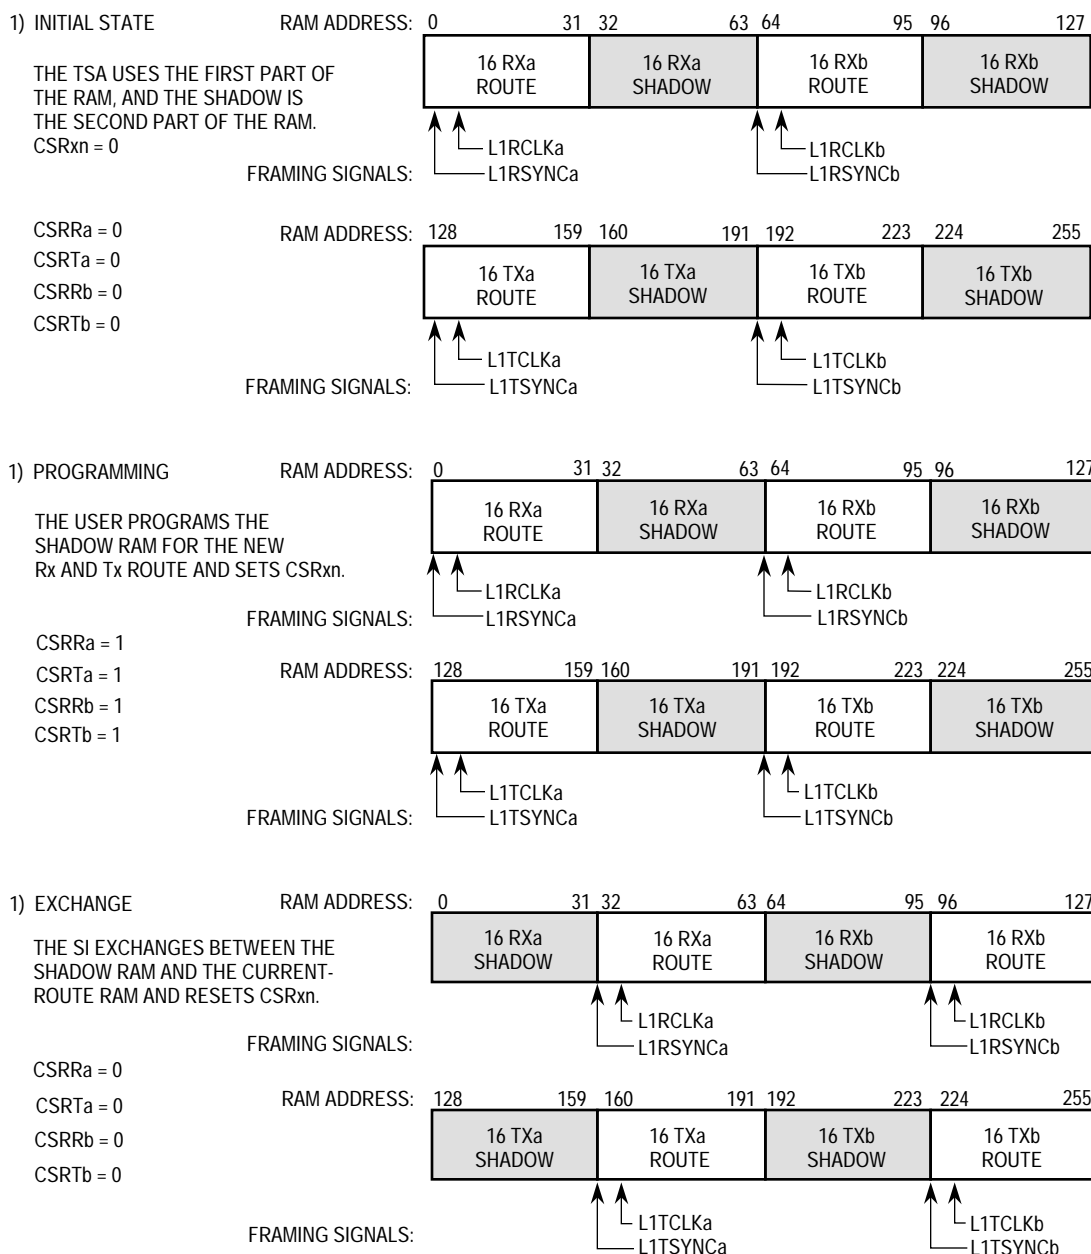 1) INITIAL STATE
RAM ADDRESS: 0 31 32 63 64 95 96 127
THE TSA USES THE FIRST PART OF
THE RAM, AND THE SHADOW IS
THE SECOND PART OF THE RAM.
CSRxn = 0
16 RXa
ROUTE
16 RXa
SHADOW
16 RXb
ROUTE
16 RXb
SHADOW
L1RCLKa
L1RCLKb
FRAMING SIGNALS: L1RSYNCa
L1RSYNCb
CSRRa = 0
CSRTa = 0
CSRRb = 0
CSRTb = 0
RAM ADDRESS: 128 159 160 191 192 223 224 255
16 TXa
ROUTE
16 TXa
SHADOW
16 TXb
ROUTE
16 TXb
SHADOW
L1TCLKa
L1TCLKb
FRAMING SIGNALS: L1TSYNCa
L1TSYNCb
1) PROGRAMMING
RAM ADDRESS: 0 31 32 63 64 95 96 127
THE USER PROGRAMS THE
SHADOW RAM FOR THE NEW
Rx AND Tx ROUTE AND SETS CSRxn.
16 RXa
ROUTE
16 RXa
SHADOW
16 RXb
ROUTE
16 RXb
SHADOW
L1RCLKa
L1RCLKb
FRAMING SIGNALS: L1RSYNCa
L1RSYNCb
CSRRa = 1
CSRTa = 1
CSRRb = 1
CSRTb = 1
RAM ADDRESS: 128 159 160 191 192 223 224 255
16 TXa
ROUTE
16 TXa
SHADOW
16 TXb
ROUTE
16 TXb
SHADOW
L1TCLKa
L1TCLKb
FRAMING SIGNALS: L1TSYNCa
L1TSYNCb
1) EXCHANGE
RAM ADDRESS: 0 31 32 63 64 95 96 127
THE SI EXCHANGES BETWEEN THE
SHADOW RAM AND THE CURRENT-
ROUTE RAM AND RESETS CSRxn.
16 RXa
SHADOW
16 RXa
ROUTE
16 RXb
SHADOW
16 RXb
ROUTE
L1RCLKa
L1RCLKb
FRAMING SIGNALS: L1RSYNCa
L1RSYNCb
CSRRa = 0
CSRTa = 0
CSRRb = 0
CSRTb = 0
RAM ADDRESS: 128 159 160 191 192 223 224 255
16 TXa
SHADOW
16 TXa
ROUTE
16 TXb
SHADOW
16 TXb
ROUTE
L1TCLKa
L1TCLKb
FRAMING SIGNALS: L1TSYNCa
L1TSYNCb